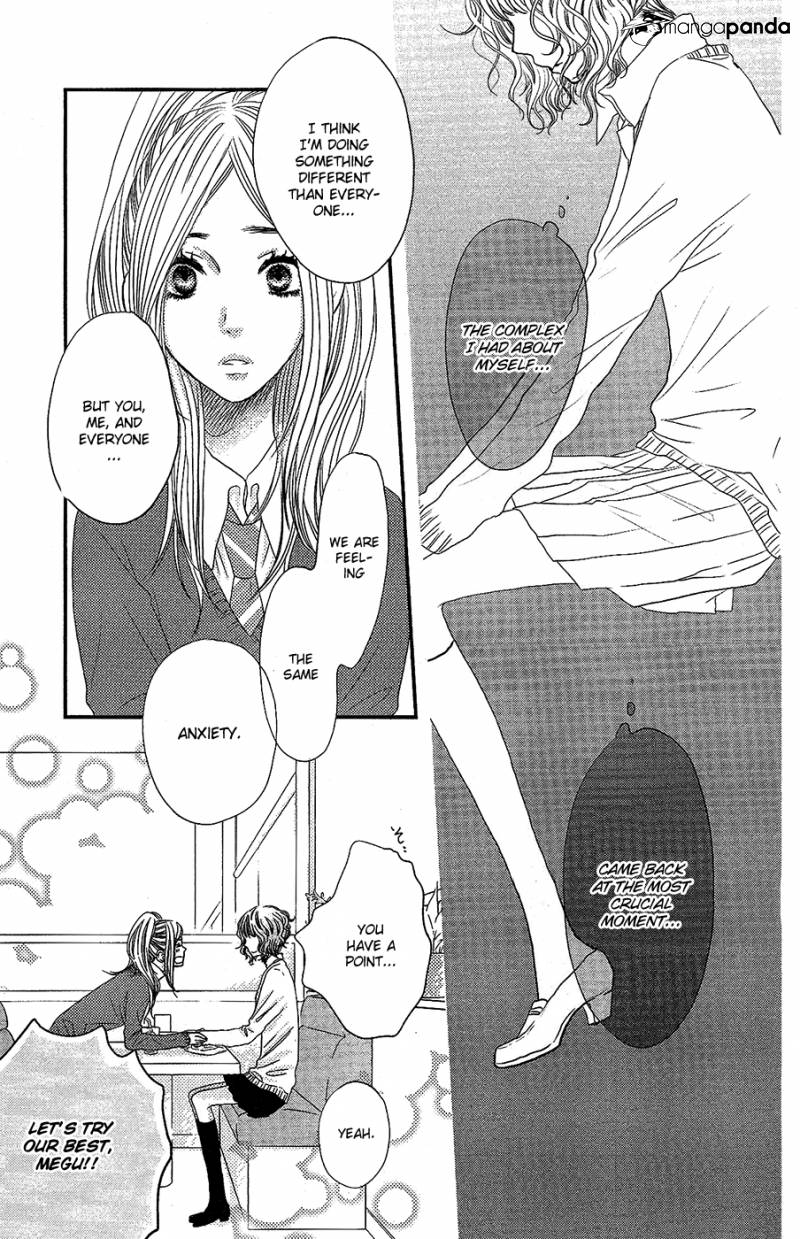 mangapanda
THE COMPLEX
I HAD ABOUT
MYSELF...
CAME BACK
AT THE MOST
CRUCIAL
MOMENT...
I THINK
I'M DOING
SOMETHING
DIFFERENT
THAN EVERY-
ONE...
BUT YOU,
ME, AND
EVERYONE
...
WE ARE
FEEL-
ING
THE
SAME
ANXIETY.
そ...
YOU
HAVE A
POINT...
YEAH.
LET'S TRY
OUR BEST,
MEGU!!